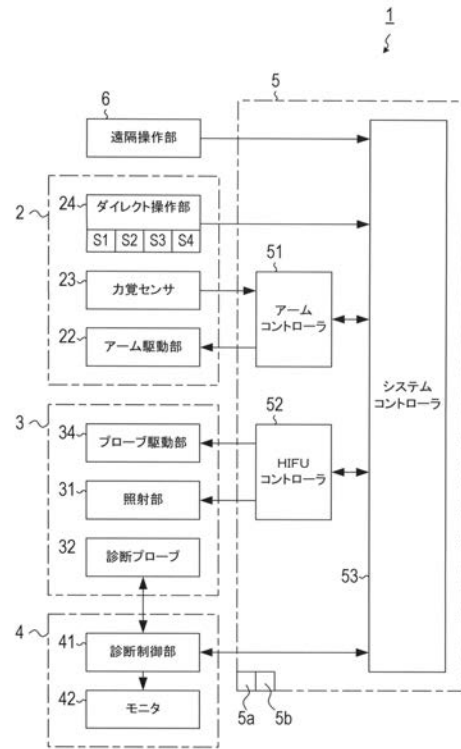 1
5
6
遠隔操作部
2
24
ダイレクト操作部
S1 S2 S3 S4
23
力覚センサ
22
アーム駆動部
51
アーム
コントローラ
システム
コントローラ
53
3
34
プローブ駆動部
31
照射部
32
診断プローブ
52
HIFU
コントローラ
4
41
診断制御部
42
モニタ
5a 5b